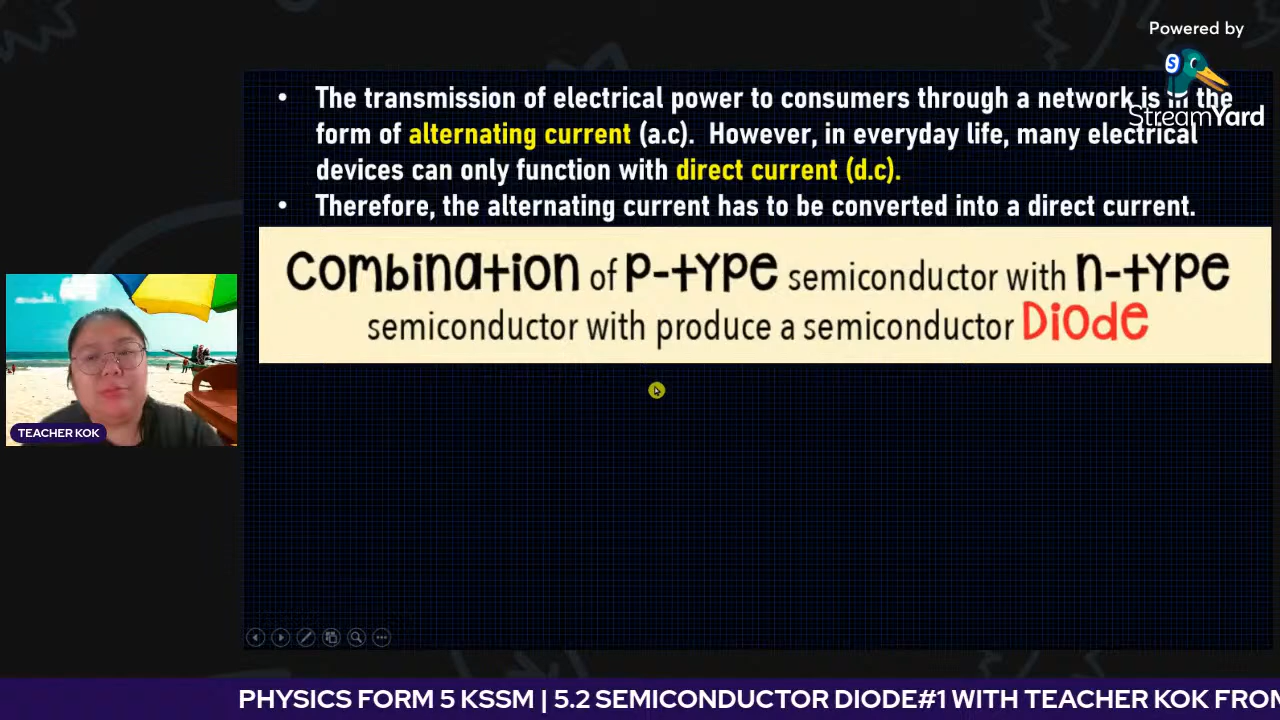 Powered by
StreamYard
• The transmission of electrical power to consumers through a network is in the
form of alternating current (a.c). However, in everyday life, many electrical
devices can only function with direct current (d.c).
• Therefore, the alternating current has to be converted into a direct current.
Combination of p-type semiconductor with n-type
semiconductor with produce a semiconductor Diode
TEACHER KOK
PHYSICS FORM 5 KSSM | 5.2 SEMICONDUCTOR DIODE#1 WITH TEACHER KOK FROM